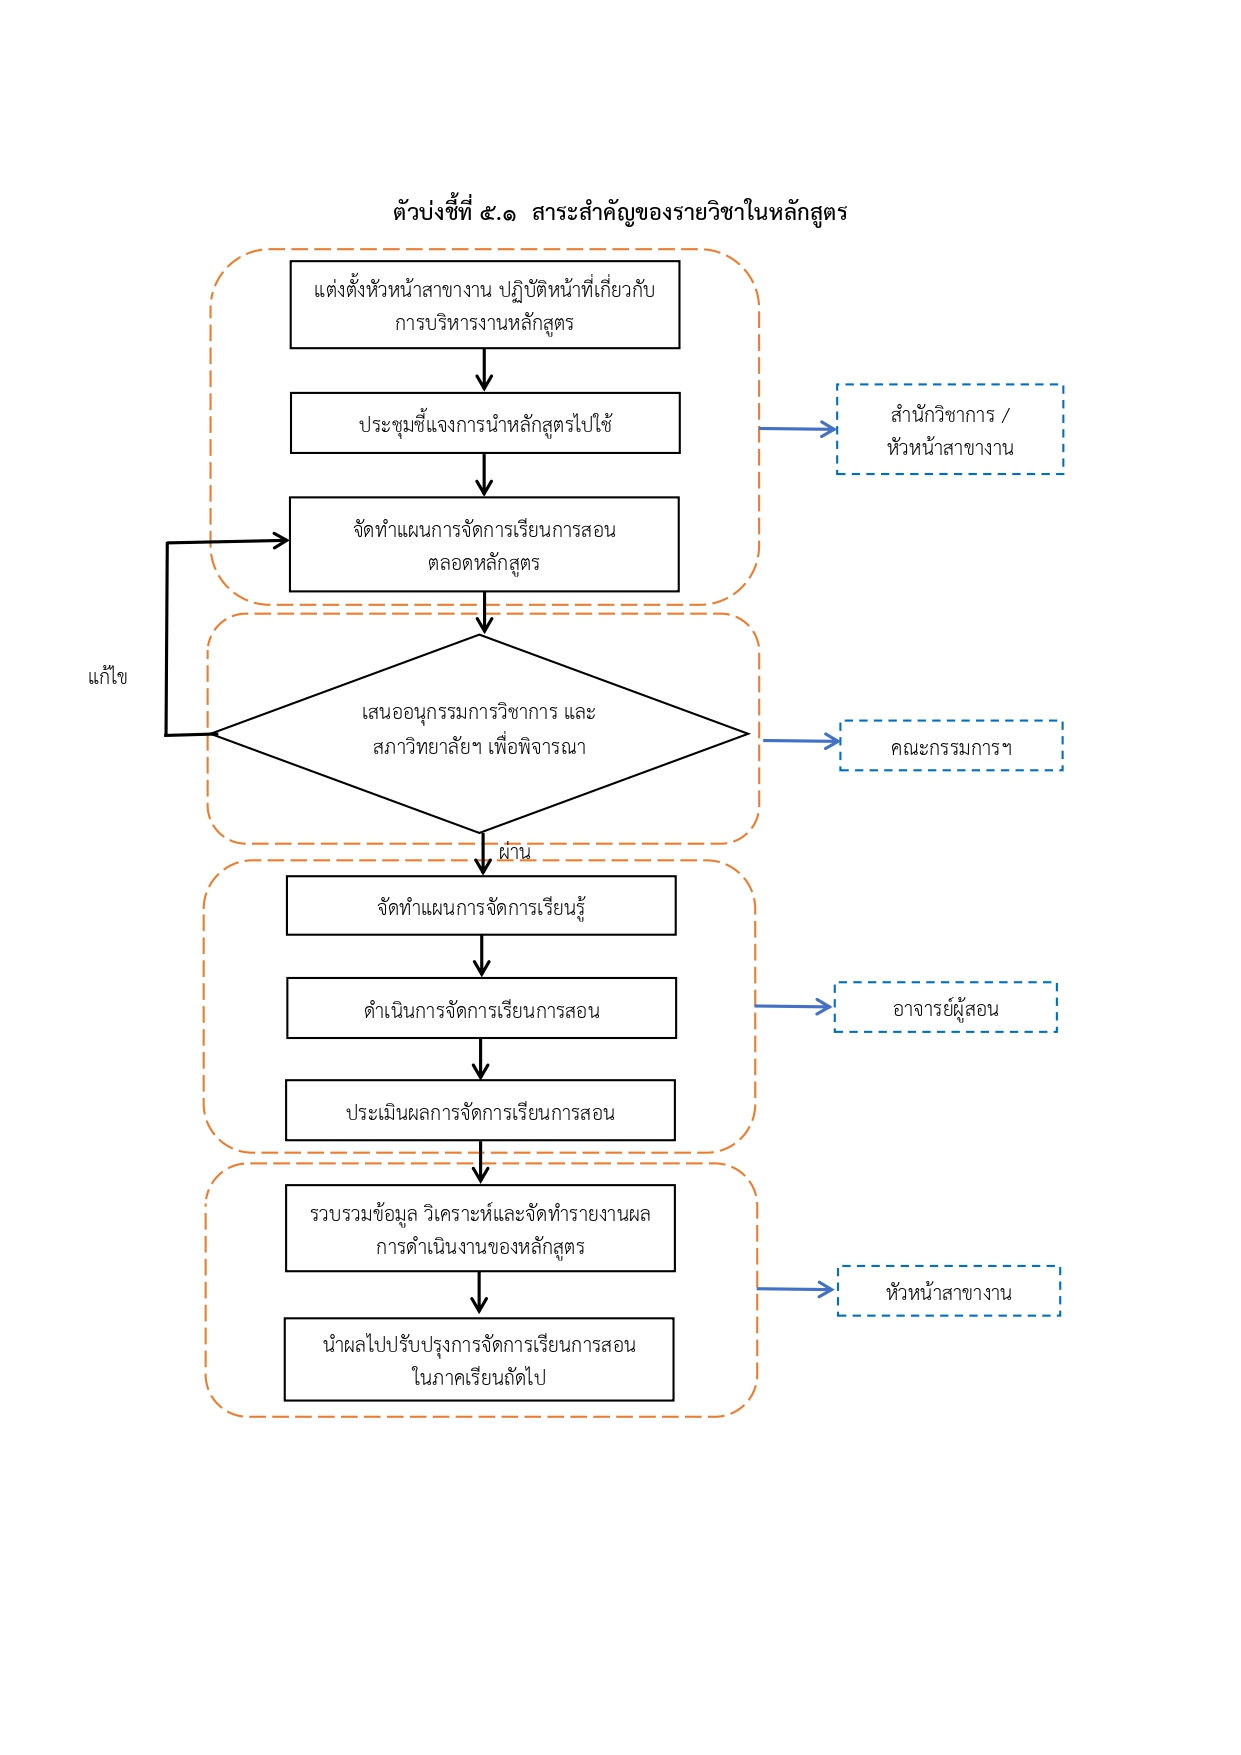 ตัวบ่งชี้ที่ ๕.๑ สาระสำคัญของรายวิชาในหลักสูตร
แต่งตั้งหัวหน้าสาขางาน ปฏิบัติหน้าที่เกี่ยวกับ
การบริหารงานหลักสูตร
ประชุมชี้แจงการนำหลักสูตรไปใช้
สำนักวิชาการ /
หัวหน้าสาขางาน
จัดทำแผนการจัดการเรียนการสอน
ตลอดหลักสูตร
แก้ไข
เสนออนุกรรมการวิชาการ และ
สภาวิทยาลัยฯ เพื่อพิจารณา
คณะกรรมการฯ
ผ่าน
จัดทำแผนการจัดการเรียนรู้
ดำเนินการจัดการเรียนการสอน
อาจารย์ผู้สอน
ประเมินผลการจัดการเรียนการสอน
รวบรวมข้อมูล วิเคราะห์และจัดทำรายงานผล
การดำเนินงานของหลักสูตร
หัวหน้าสาขางาน
นำผลไปปรับปรุงการจัดการเรียนการสอน
ในภาคเรียนถัดไป